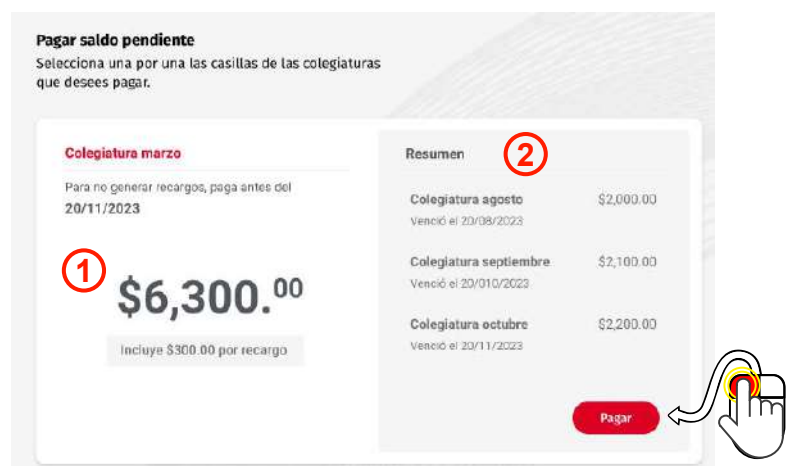 Pagar saldo pendiente
Selecciona una por una las casillas de las colegiaturas
que desees pagar.
Colegiatura marzo
Para no generar recargos, paga antes del
20/11/2023
1
$6,300.00
Incluye $300.00 por recargo
Resumen
2
Colegiatura agosto $2,000.00
Venció el 20/08/2023
Colegiatura septiembre $2,100.00
Venció el 20/010/2023
Colegiatura octubre $2,200.00
Venció el 20/11/2023
Pagar